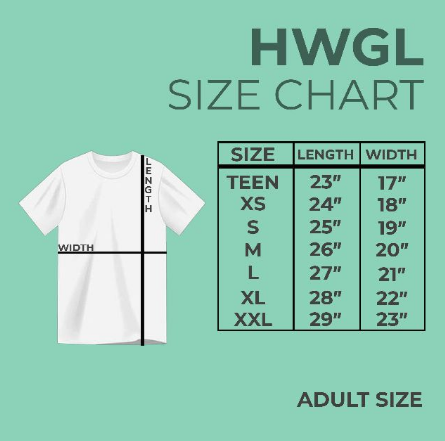 HWGL
SIZE CHART
LENGTH
WIDTH
SIZE LENGTH WIDTH
TEEN 23" 17"
XS 24" 18"
S 25" 19"
M 26" 20"
L 27" 21"
XL 28" 22"
XXL 29" 23"
ADULT SIZE